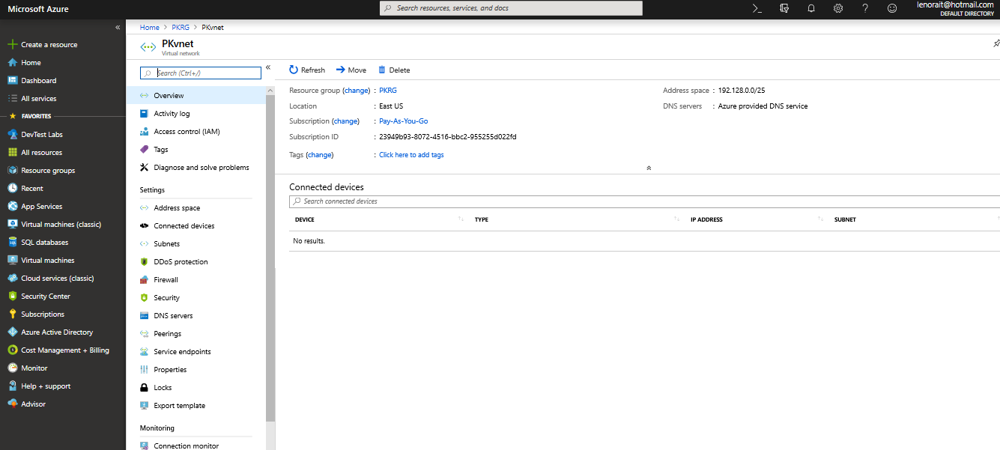 Microsoft Azure
Search resources, services, and docs
lenorait@hotmail.com
DEFAULT DIRECTORY
Create a resource
Home
Dashboard
All services
FAVORITES
DevTest Labs
All resources
Resource groups
Recent
App Services
Virtual machines (classic)
SQL databases
Virtual machines
Cloud services (classic)
Security Center
Subscriptions
Azure Active Directory
Cost Management + Billing
Monitor
Help + support
Advisor
Home > PKRG > PKvnet
PKvnet
Virtual network
Search (Ctrl+/)
Overview
Activity log
Access control (IAM)
Tags
Diagnose and solve problems
Settings
Address space
Connected devices
Subnets
DDoS protection
Firewall
Security
DNS servers
Peerings
Service endpoints
Properties
Locks
Export template
Monitoring
Connection monitor
Refresh Move Delete
Resource group (change) : PKRG
Location : East US
Subscription (change) : Pay-As-You-Go
Subscription ID : 23949b93-8072-4516-bbc2-955255d022fd
Tags (change) : Click here to add tags
Address space : 192.128.0.0/25
DNS servers : Azure provided DNS service
Connected devices
Search connected devices
DEVICE TYPE IP ADDRESS SUBNET
No results.